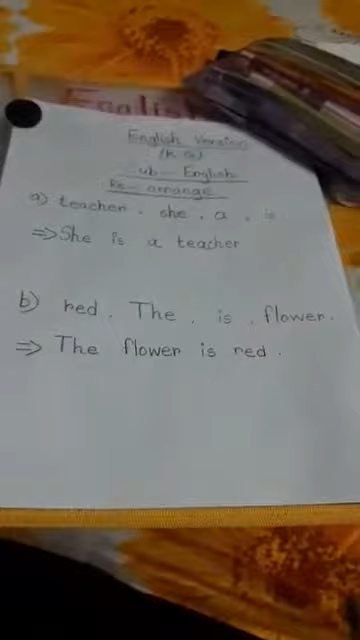 English
English Version
(K G)
Sub - English
Re - arrange
a) teacher . she . a . is
=> She is a teacher
b) red . The . is . flower .
=> The flower is red .